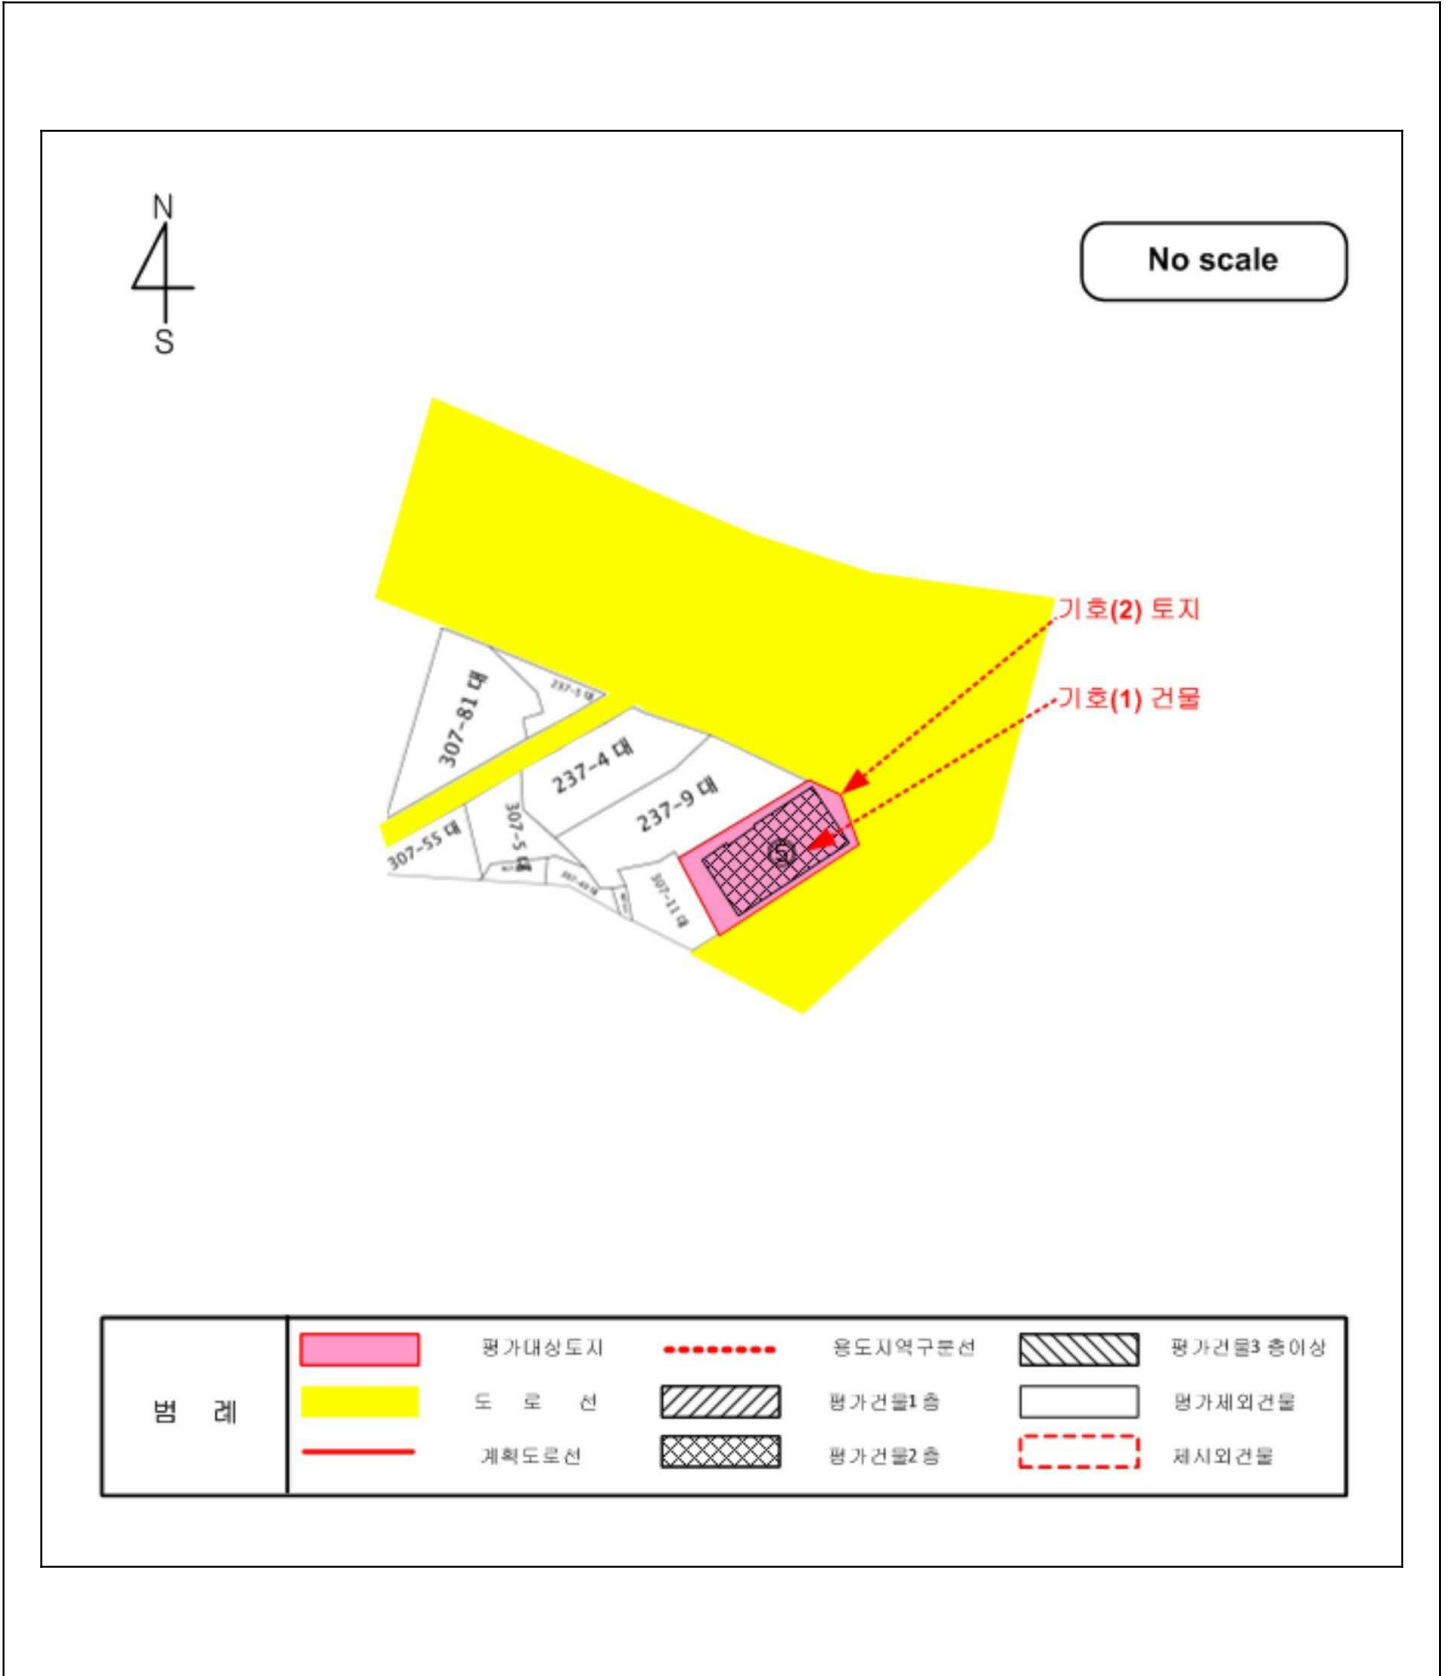 N
S
No scale
기호(2) 토지
기호(1) 건물
307-81 대
237-5 대
237-4 대
237-9 대
307-55 대
307-5 대
307-11 대
범 례
평가대상토지
용도지역구분선
평가건물3 층이상
도 로 선
평가건물1 층
평가제외건물
계획도로선
평가건물2 층
제시외건물